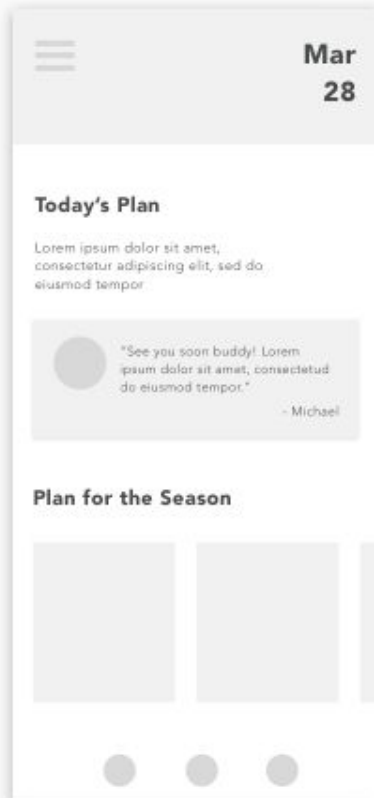 Mar
28
Today's Plan
Lorem ipsum dolor sit amet,
consectetur adipiscing elit, sed do
eiusmod tempor
"See you soon buddy! Lorem
ipsum dolor sit amet, consectetud
do eiusmod tempor."
- Michael
Plan for the Season